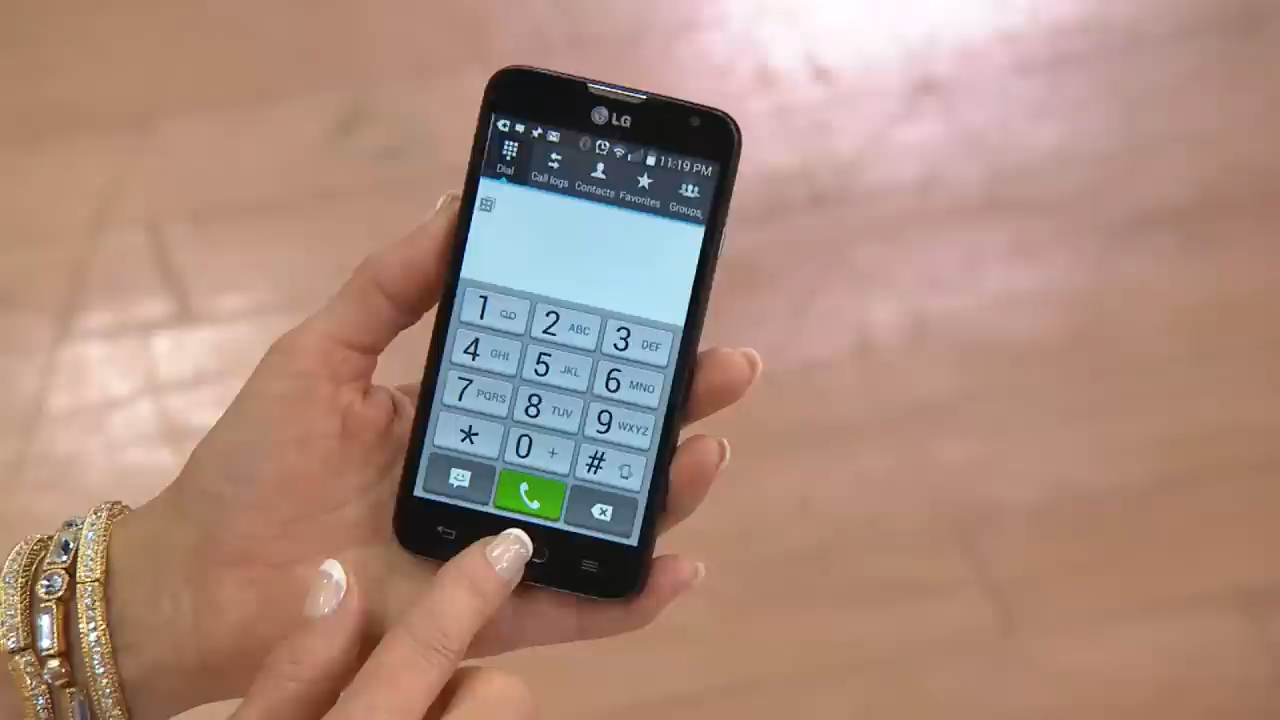 LG
11:19 PM
Dial Call logs Contacts Favorites Groups
1 2 ABC 3 DEF
4 GHI 5 JKL 6 MNO
7 PQRS 8 TUV 9 WXYZ
* 0 + #